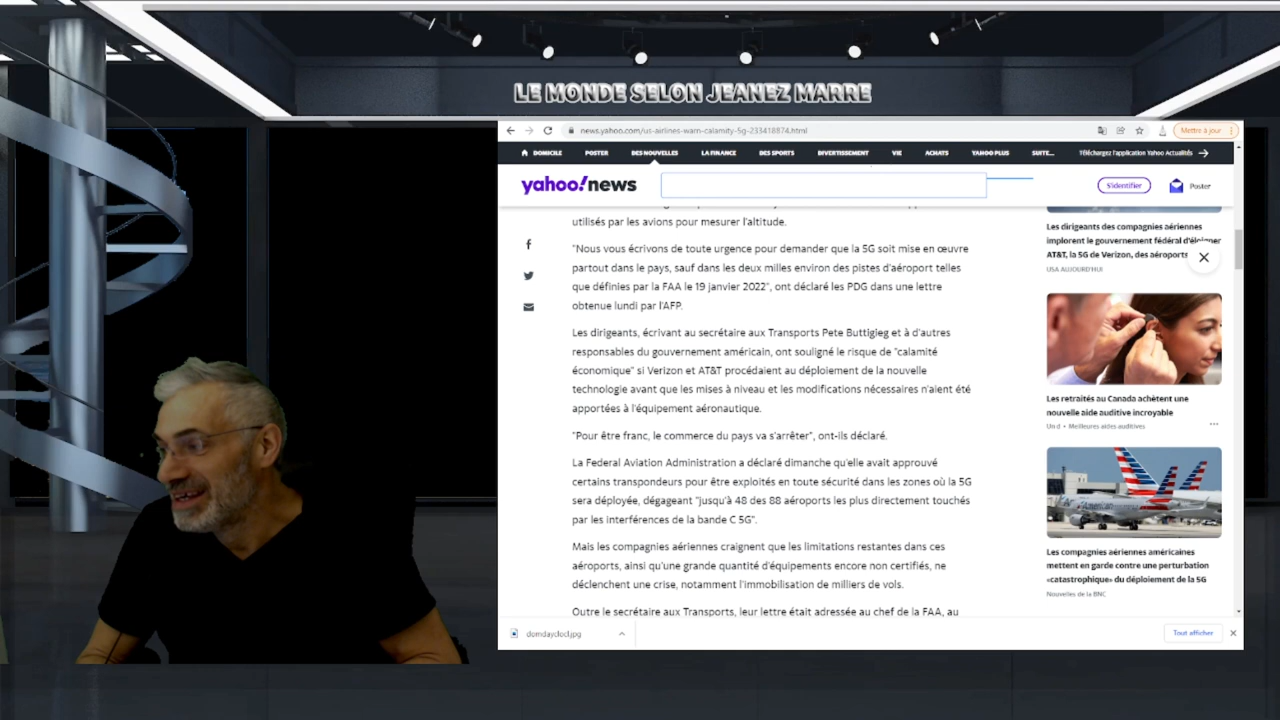 LE MONDE SELON JEANEZ MARRE
news.yahoo.com/us-airlines-warn-calamity-5g-233418874.html
Mettre à jour
DOMICILE POSTER DES NOUVELLES LA FINANCE DES SPORTS DIVERTISSEMENT VIE ACHATS YAHOO PLUS SUITE... Téléchargez l'application Yahoo Actualités
yahoo!news
S'identifier
Poster
utilisés par les avions pour mesurer l'altitude.
"Nous vous écrivons de toute urgence pour demander que la 5G soit mise en œuvre
partout dans le pays, sauf dans les deux milles environ des pistes d'aéroport telles
que définies par la FAA le 19 janvier 2022", ont déclaré les PDG dans une lettre
obtenue lundi par l'AFP.
Les dirigeants, écrivant au secrétaire aux Transports Pete Buttigieg et à d'autres
responsables du gouvernement américain, ont souligné le risque de "calamité
économique" si Verizon et AT&T procédaient au déploiement de la nouvelle
technologie avant que les mises à niveau et les modifications nécessaires n'aient été
apportées à l'équipement aéronautique.
"Pour être franc, le commerce du pays va s'arrêter", ont-ils déclaré.
La Federal Aviation Administration a déclaré dimanche qu'elle avait approuvé
certains transpondeurs pour être exploités en toute sécurité dans les zones où la 5G
sera déployée, dégageant "jusqu'à 48 des 88 aéroports les plus directement touchés
par les interférences de la bande C 5G".
Mais les compagnies aériennes craignent que les limitations restantes dans ces
aéroports, ainsi qu'une grande quantité d'équipements encore non certifiés, ne
déclenchent une crise, notamment l'immobilisation de milliers de vols.
Outre le secrétaire aux Transports, leur lettre était adressée au chef de la FAA, au
Les dirigeants des compagnies aériennes
implorent le gouvernement fédéral d'éloigner
AT&T, la 5G de Verizon, des aéroports
USA AUJOURD'HUI
Les retraités au Canada achètent une
nouvelle aide auditive incroyable
Un d • Meilleures aides auditives
Les compagnies aériennes américaines
mettent en garde contre une perturbation
«catastrophique» du déploiement de la 5G
Nouvelles de la BNC
domdayclocl.jpg
Tout afficher